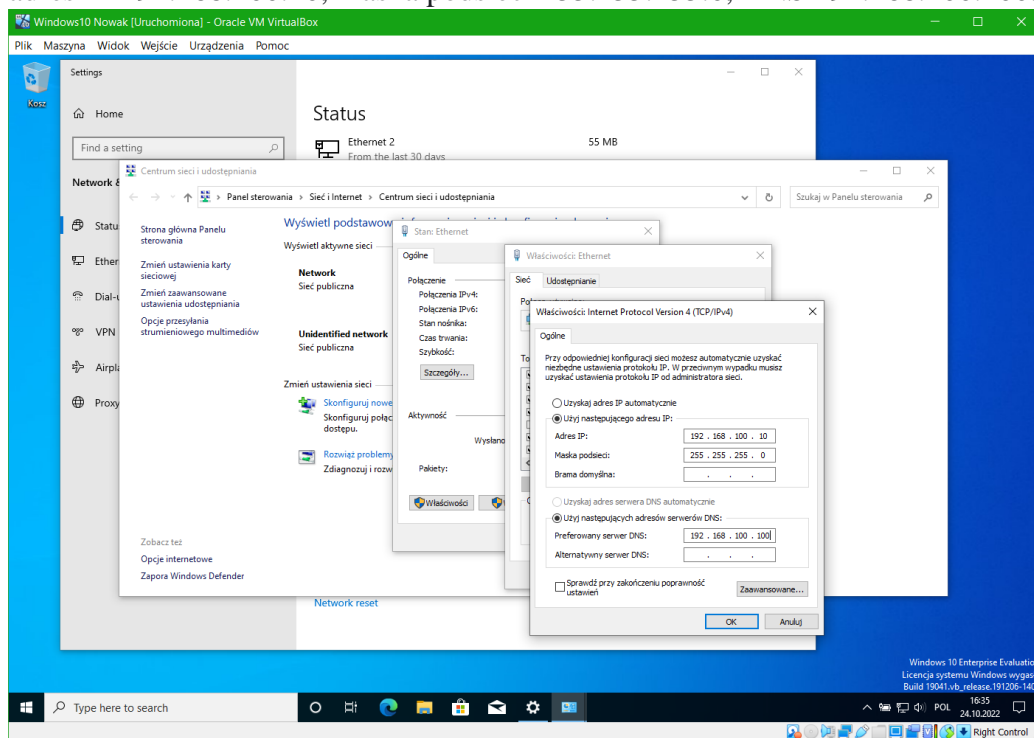 Windows10 Nowak [Uruchomiona] - Oracle VM VirtualBox
Plik Maszyna Widok Wejście Urządzenia Pomoc
Kosz
Settings
Home
Find a setting
Network &
Statu
Ether
Dial-u
VPN
Airpla
Proxy
Status
Ethernet 2
From the last 30 days
55 MB
Network reset
Centrum sieci i udostępniania
Panel sterowania › Sieć i Internet › Centrum sieci i udostępniania
Szukaj w Panelu sterowania
Strona główna Panelu
sterowania
Zmień ustawienia karty
sieciowej
Zmień zaawansowane
ustawienia udostępniania
Opcje przesyłania
strumieniowego multimediów
Zobacz też
Opcje internetowe
Zapora Windows Defender
Wyświetl podstawow
Wyświetl aktywne sieci
Network
Sieć publiczna
Unidentified network
Sieć publiczna
Zmień ustawienia sieci
Skonfiguruj nowe
Skonfiguruj połąc
dostępu.
Rozwiąż problemy
Zdiagnozuj i rozw
Stan: Ethernet
Ogólne
Połączenie
Połączenia IPv4:
Połączenia IPv6:
Stan nośnika:
Czas trwania:
Szybkość:
Szczegóły...
Aktywność
Wysłano
Pakiety:
Właściwości
Właściwości: Ethernet
Sieć Udostępnianie
To
Właściwości: Internet Protocol Version 4 (TCP/IPv4)
Ogólne
Przy odpowiedniej konfiguracji sieci możesz automatycznie uzyskać
niezbędne ustawienia protokołu IP. W przeciwnym wypadku musisz
uzyskać ustawienia protokołu IP od administratora sieci.
Uzyskaj adres IP automatycznie
Użyj następującego adresu IP:
Adres IP: 192 . 168 . 100 . 10
Maska podsieci: 255 . 255 . 255 . 0
Brama domyślna: . . .
Uzyskaj adres serwera DNS automatycznie
Użyj następujących adresów serwerów DNS:
Preferowany serwer DNS: 192 . 168 . 100 . 100
Alternatywny serwer DNS: . . .
Sprawdź przy zakończeniu poprawność
ustawień
Zaawansowane...
OK Anuluj
Windows 10 Enterprise Evaluatio
Licencja systemu Windows wygas
Build 19041.vb_release.191206-140
Type here to search
POL
16:35
24.10.2022
Right Control